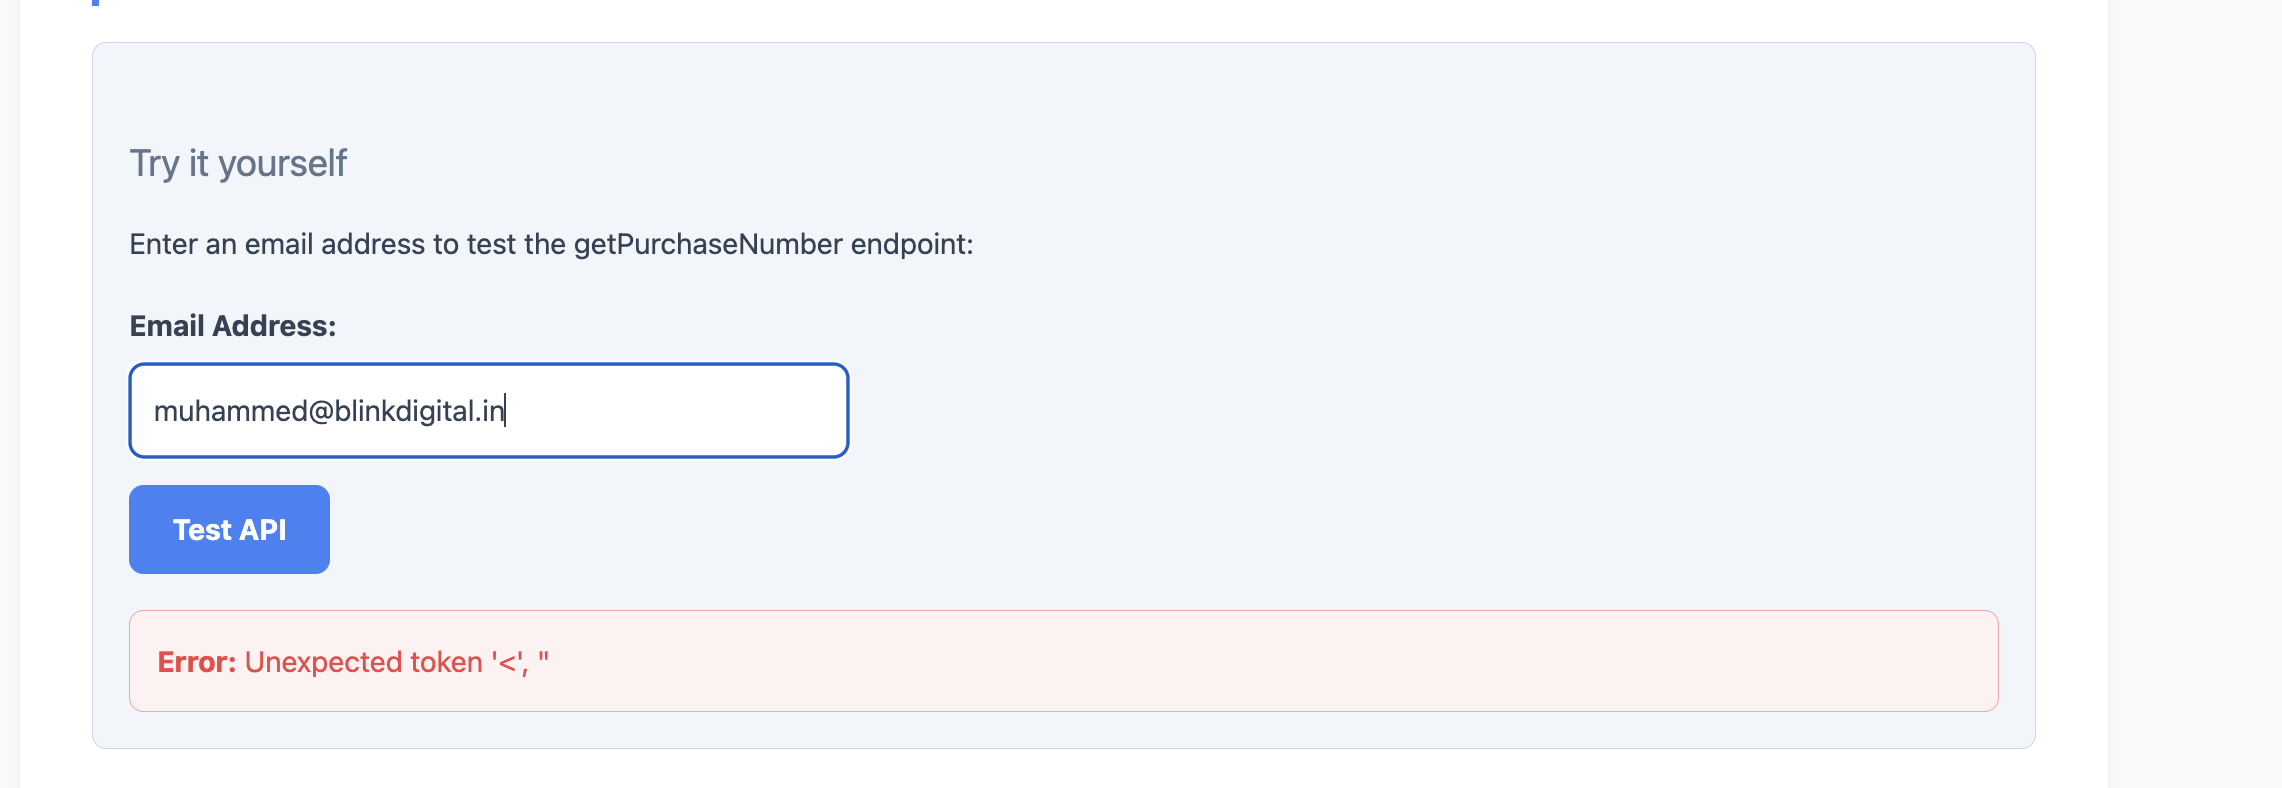 Try it yourself
Enter an email address to test the getPurchaseNumber endpoint:
Email Address:
muhammed@blinkdigital.in
Test API
Error: Unexpected token '<', "